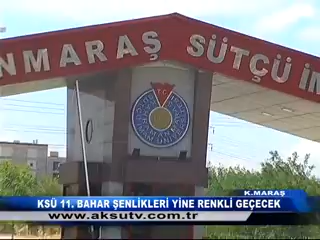 NMARAŞ SÜTÇÜ İM
T.C.
K.MARAŞ
KSÜ 11. BAHAR ŞENLİKLERİ YİNE RENKLİ GEÇECEK
www.aksutv.com.tr